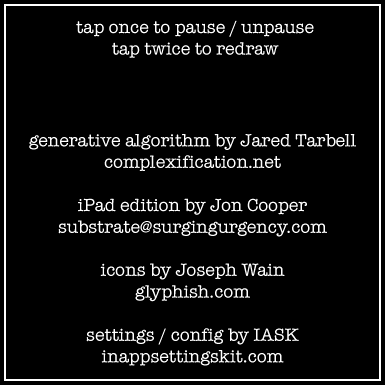 tap once to pause / unpause
tap twice to redraw
generative algorithm by Jared Tarbell
complexification.net
iPad edition by Jon Cooper
substrate@surgingurgency.com
icons by Joseph Wain
glyphish.com
settings / config by IASK
inappsettingskit.com